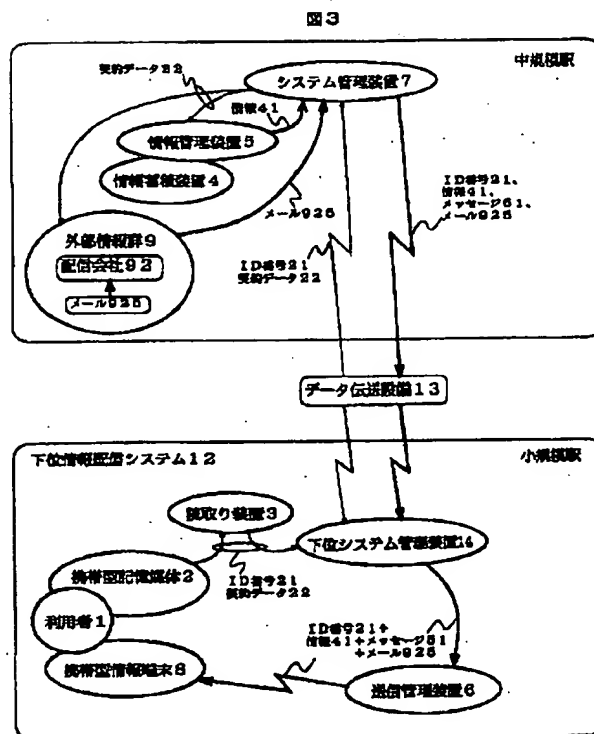 図3
中規模駅
契約データ22
システム管理装置7
情報41
情報管理装置5
情報蓄積装置4
メール925
外部情報群9
配信会社92
メール925
ID番号21
契約データ22
ID番号21、
情報41、
メッセージ51、
メール925
データ伝送設備13
下位情報配信システム12
小規模駅
読取り装置3
下位システム管理装置14
携帯型記憶媒体2
ID番号21
契約データ22
利用者1
ID番号21+
情報41+メッセージ51
+メール925
携帯型情報端末8
送信管理装置6